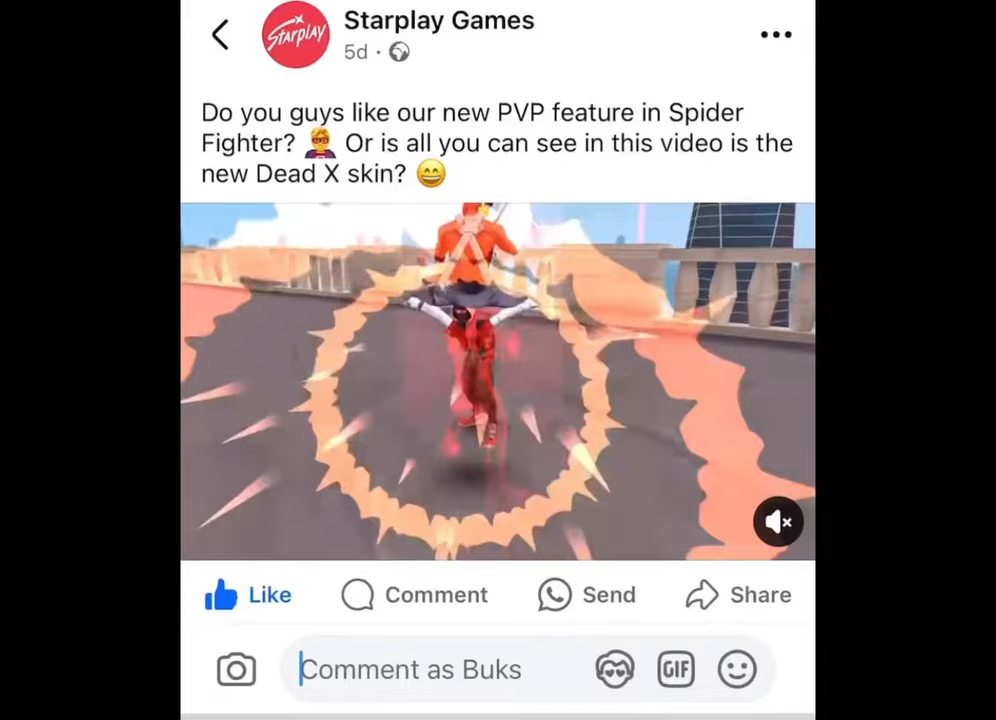 Starplay
Starplay Games
5d ·
Do you guys like our new PVP feature in Spider
Fighter? 🦸 Or is all you can see in this video is the
new Dead X skin? 😄
Like
Comment
Send
Share
Comment as Buks
GIF